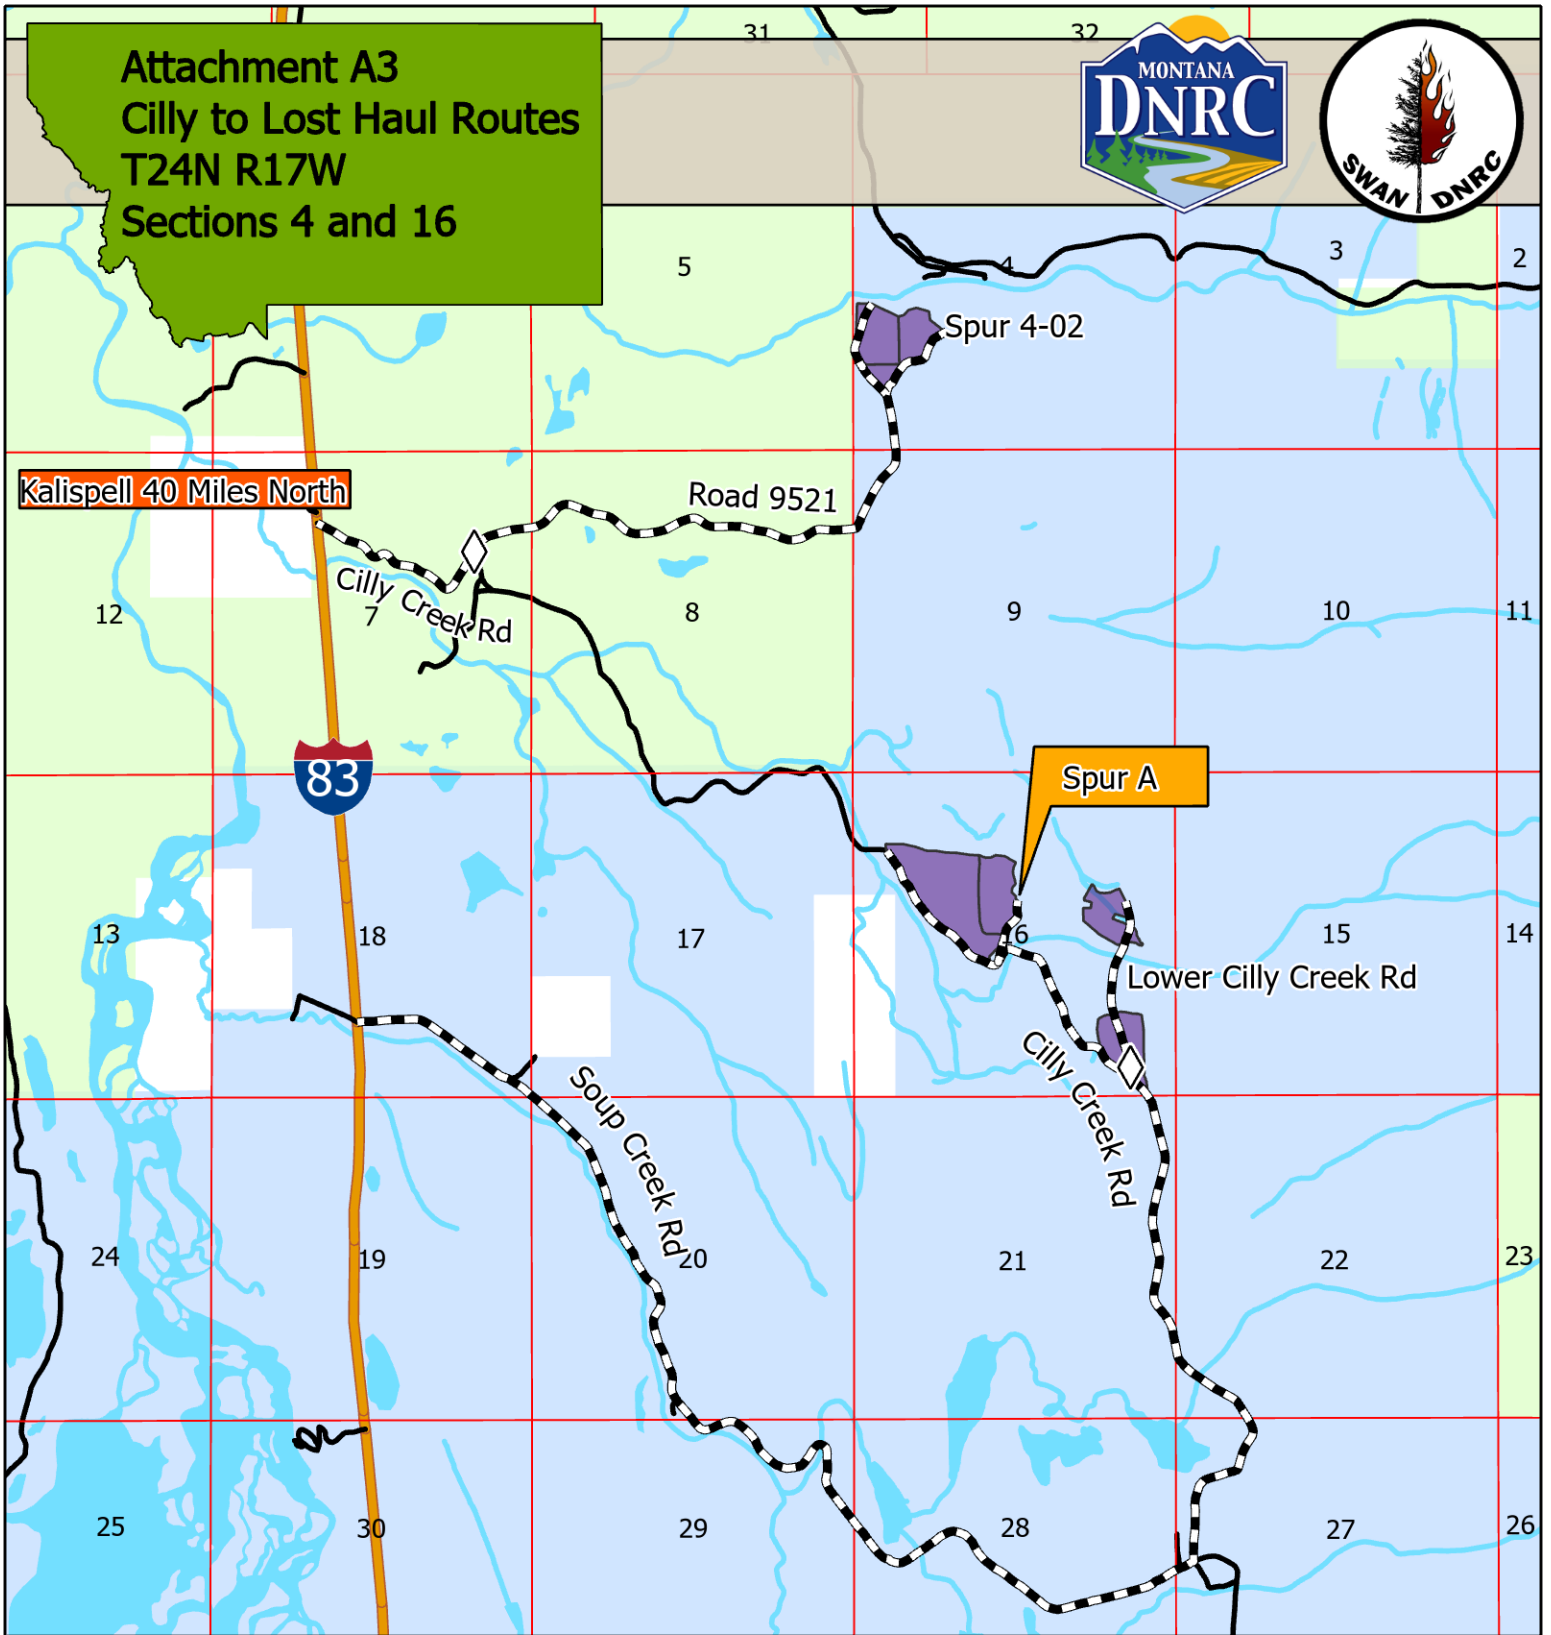 31
32
Attachment A3
Cilly to Lost Haul Routes
T24N R17W
Sections 4 and 16
MONTANA
DNRC
SWAN DNRC
5
4
3
2
Spur 4-02
Kalispell 40 Miles North
Road 9521
Cilly Creek Rd
12
7
8
9
10
11
83
Spur A
13
18
17
16
15
14
Lower Cilly Creek Rd
Cilly Creek Rd
Soup Creek Rd
24
19
20
21
22
23
25
30
29
28
27
26